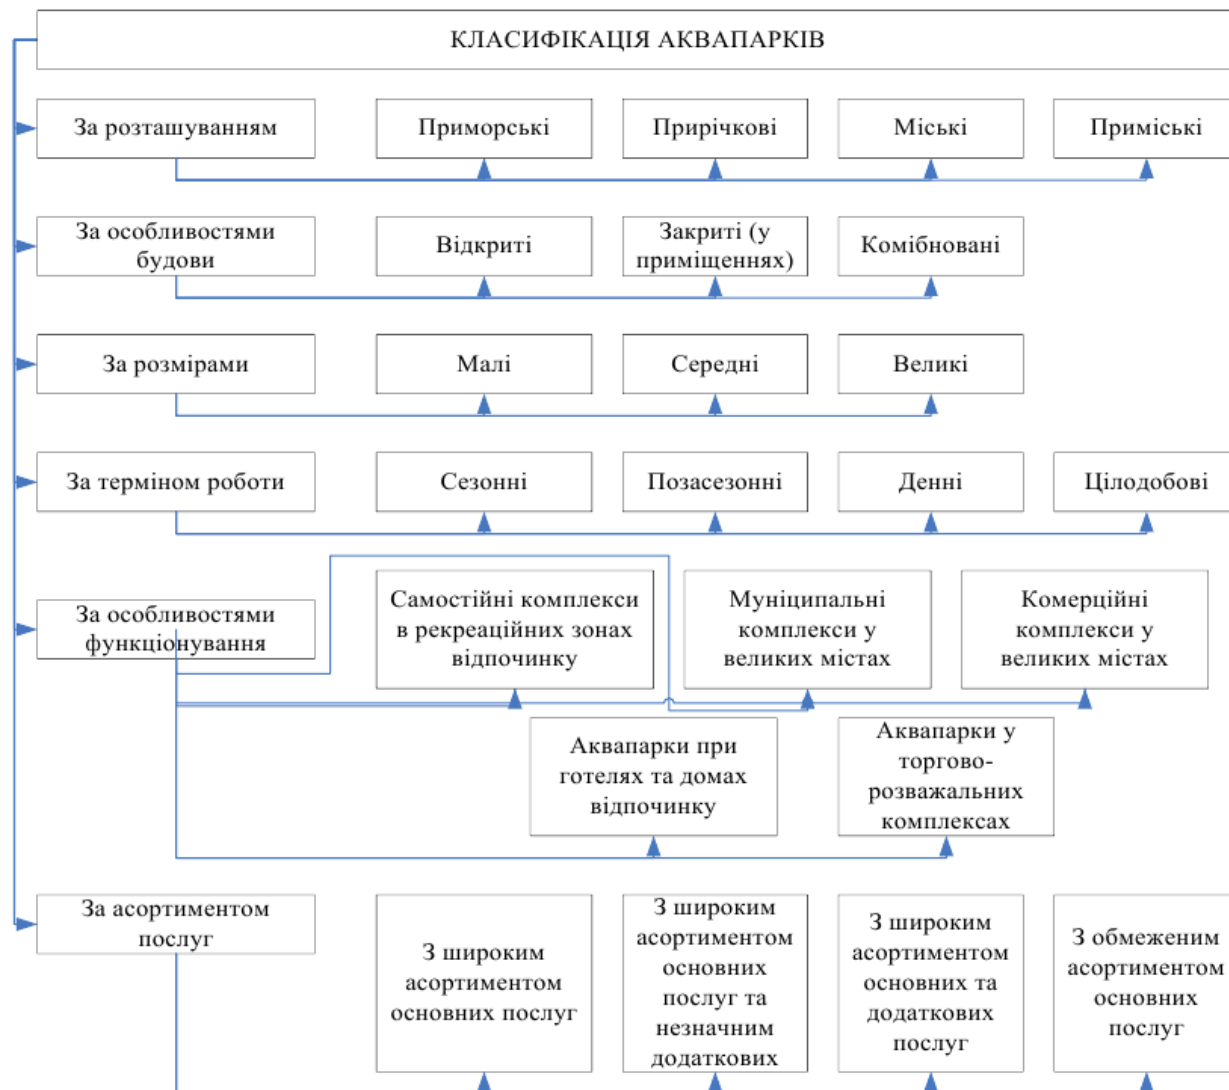 КЛАСИФІКАЦІЯ АКВАПАРКІВ
За розташуванням
Приморські
Прирічкові
Міські
Приміські
За особливостями
будови
Відкриті
Закриті (у
приміщеннях)
Комібновані
За розмірами
Малі
Середні
Великі
За терміном роботи
Сезонні
Позасезонні
Денні
Цілодобові
За особливостями
функціонування
Самостійні комплекси
в рекреаційних зонах
відпочинку
Муніципальні
комплекси у
великих містах
Комерційні
комплекси у
великих містах
Аквапарки при
готелях та домах
відпочинку
Аквапарки у
торгово-
розважальних
комплексах
За асортиментом
послуг
З широким
асортиментом
основних послуг
З широким
асортиментом
основних
послуг та
незначним
додаткових
З широким
асортиментом
основних та
додаткових
послуг
З обмеженим
асортиментом
основних
послуг